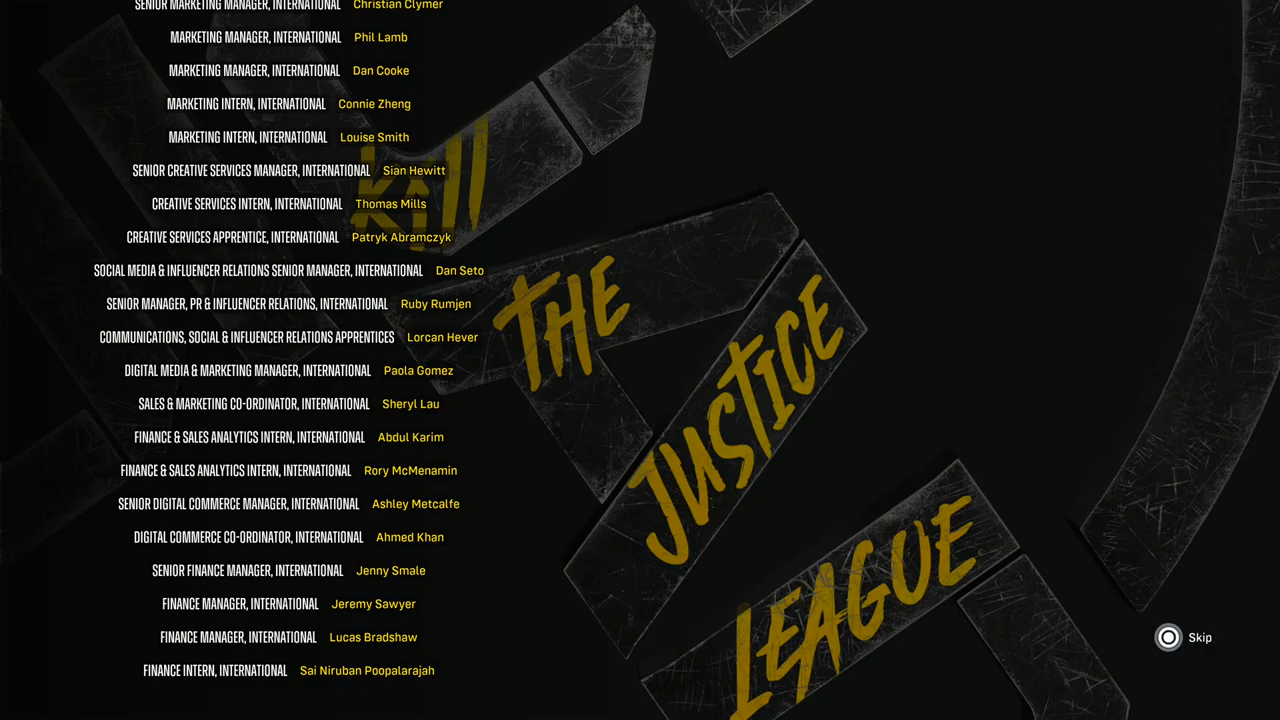 SENIOR MARKETING MANAGER, INTERNATIONAL Christian Clymer
MARKETING MANAGER, INTERNATIONAL Phil Lamb
MARKETING MANAGER, INTERNATIONAL Dan Cooke
MARKETING INTERN, INTERNATIONAL Connie Zheng
MARKETING INTERN, INTERNATIONAL Louise Smith
SENIOR CREATIVE SERVICES MANAGER, INTERNATIONAL Sian Hewitt
CREATIVE SERVICES INTERN, INTERNATIONAL Thomas Mills
CREATIVE SERVICES APPRENTICE, INTERNATIONAL Patryk Abramczyk
SOCIAL MEDIA & INFLUENCER RELATIONS SENIOR MANAGER, INTERNATIONAL Dan Seto
SENIOR MANAGER, PR & INFLUENCER RELATIONS, INTERNATIONAL Ruby Rumjen
COMMUNICATIONS, SOCIAL & INFLUENCER RELATIONS APPRENTICES Lorcan Hever
DIGITAL MEDIA & MARKETING MANAGER, INTERNATIONAL Paola Gomez
SALES & MARKETING CO-ORDINATOR, INTERNATIONAL Sheryl Lau
FINANCE & SALES ANALYTICS INTERN, INTERNATIONAL Abdul Karim
FINANCE & SALES ANALYTICS INTERN, INTERNATIONAL Rory McMenamin
SENIOR DIGITAL COMMERCE MANAGER, INTERNATIONAL Ashley Metcalfe
DIGITAL COMMERCE CO-ORDINATOR, INTERNATIONAL Ahmed Khan
SENIOR FINANCE MANAGER, INTERNATIONAL Jenny Smale
FINANCE MANAGER, INTERNATIONAL Jeremy Sawyer
FINANCE MANAGER, INTERNATIONAL Lucas Bradshaw
FINANCE INTERN, INTERNATIONAL Sai Niruban Poopalarajah
Kill
THE
JUSTICE
LEAGUE
Skip